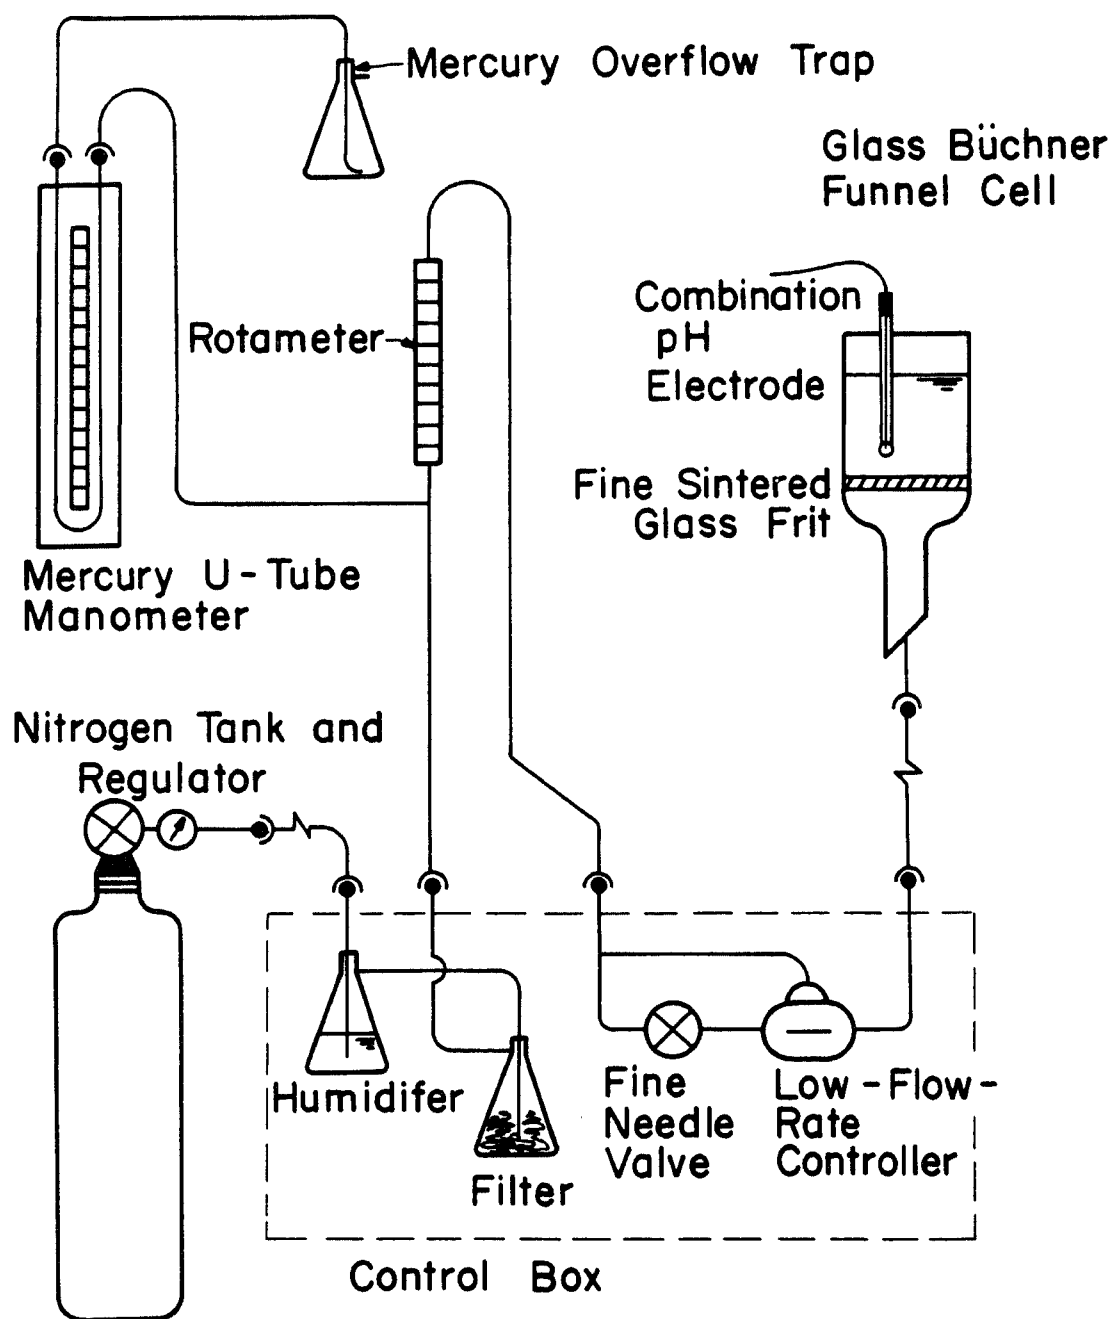 Mercury Overflow Trap
Glass Büchner
Funnel Cell
Combination
pH
Electrode
Rotameter
Fine Sintered
Glass Frit
Mercury U-Tube
Manometer
Nitrogen Tank and
Regulator
Humidifer
Filter
Fine
Needle
Valve
Low-Flow-
Rate
Controller
Control Box